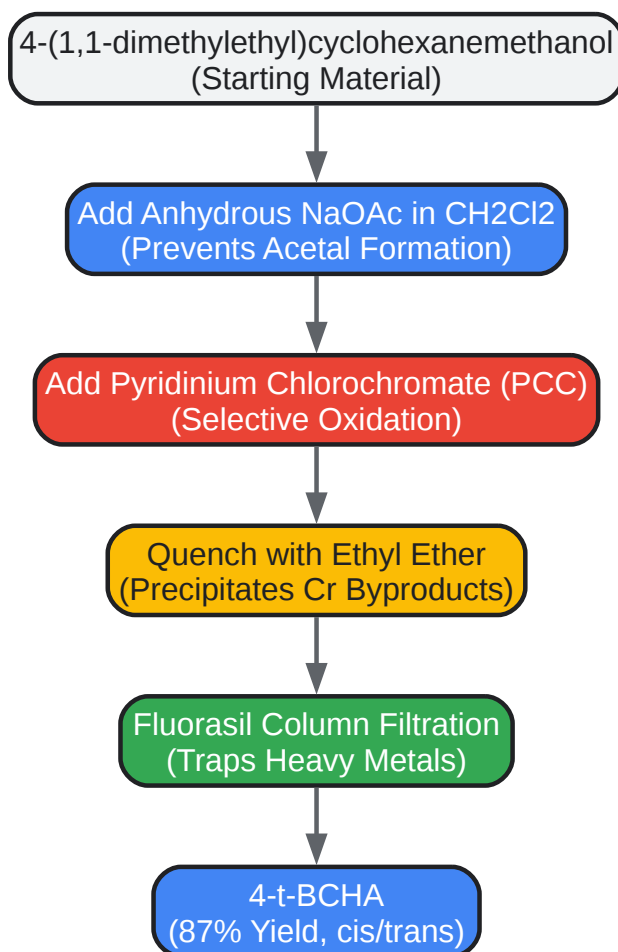 4-(1,1-dimethylethyl)cyclohexanemethanol
(Starting Material)
Add Anhydrous NaOAc in CH2Cl2
(Prevents Acetal Formation)
Add Pyridinium Chlorochromate (PCC)
(Selective Oxidation)
Quench with Ethyl Ether
(Precipitates Cr Byproducts)
Fluorasil Column Filtration
(Traps Heavy Metals)
4-t-BCHA
(87% Yield, cis/trans)